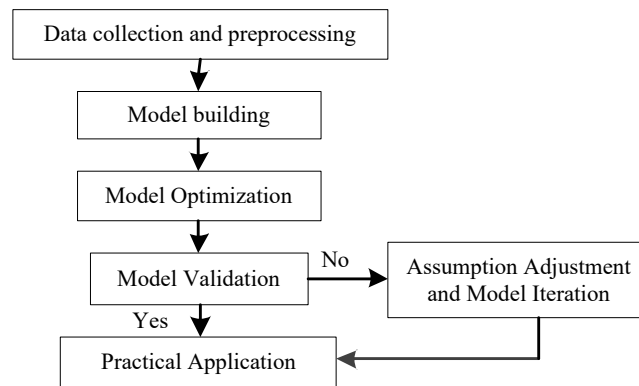 Data collection and preprocessing
Model building
Model Optimization
Model Validation
No
Assumption Adjustment
and Model Iteration
Yes
Practical Application